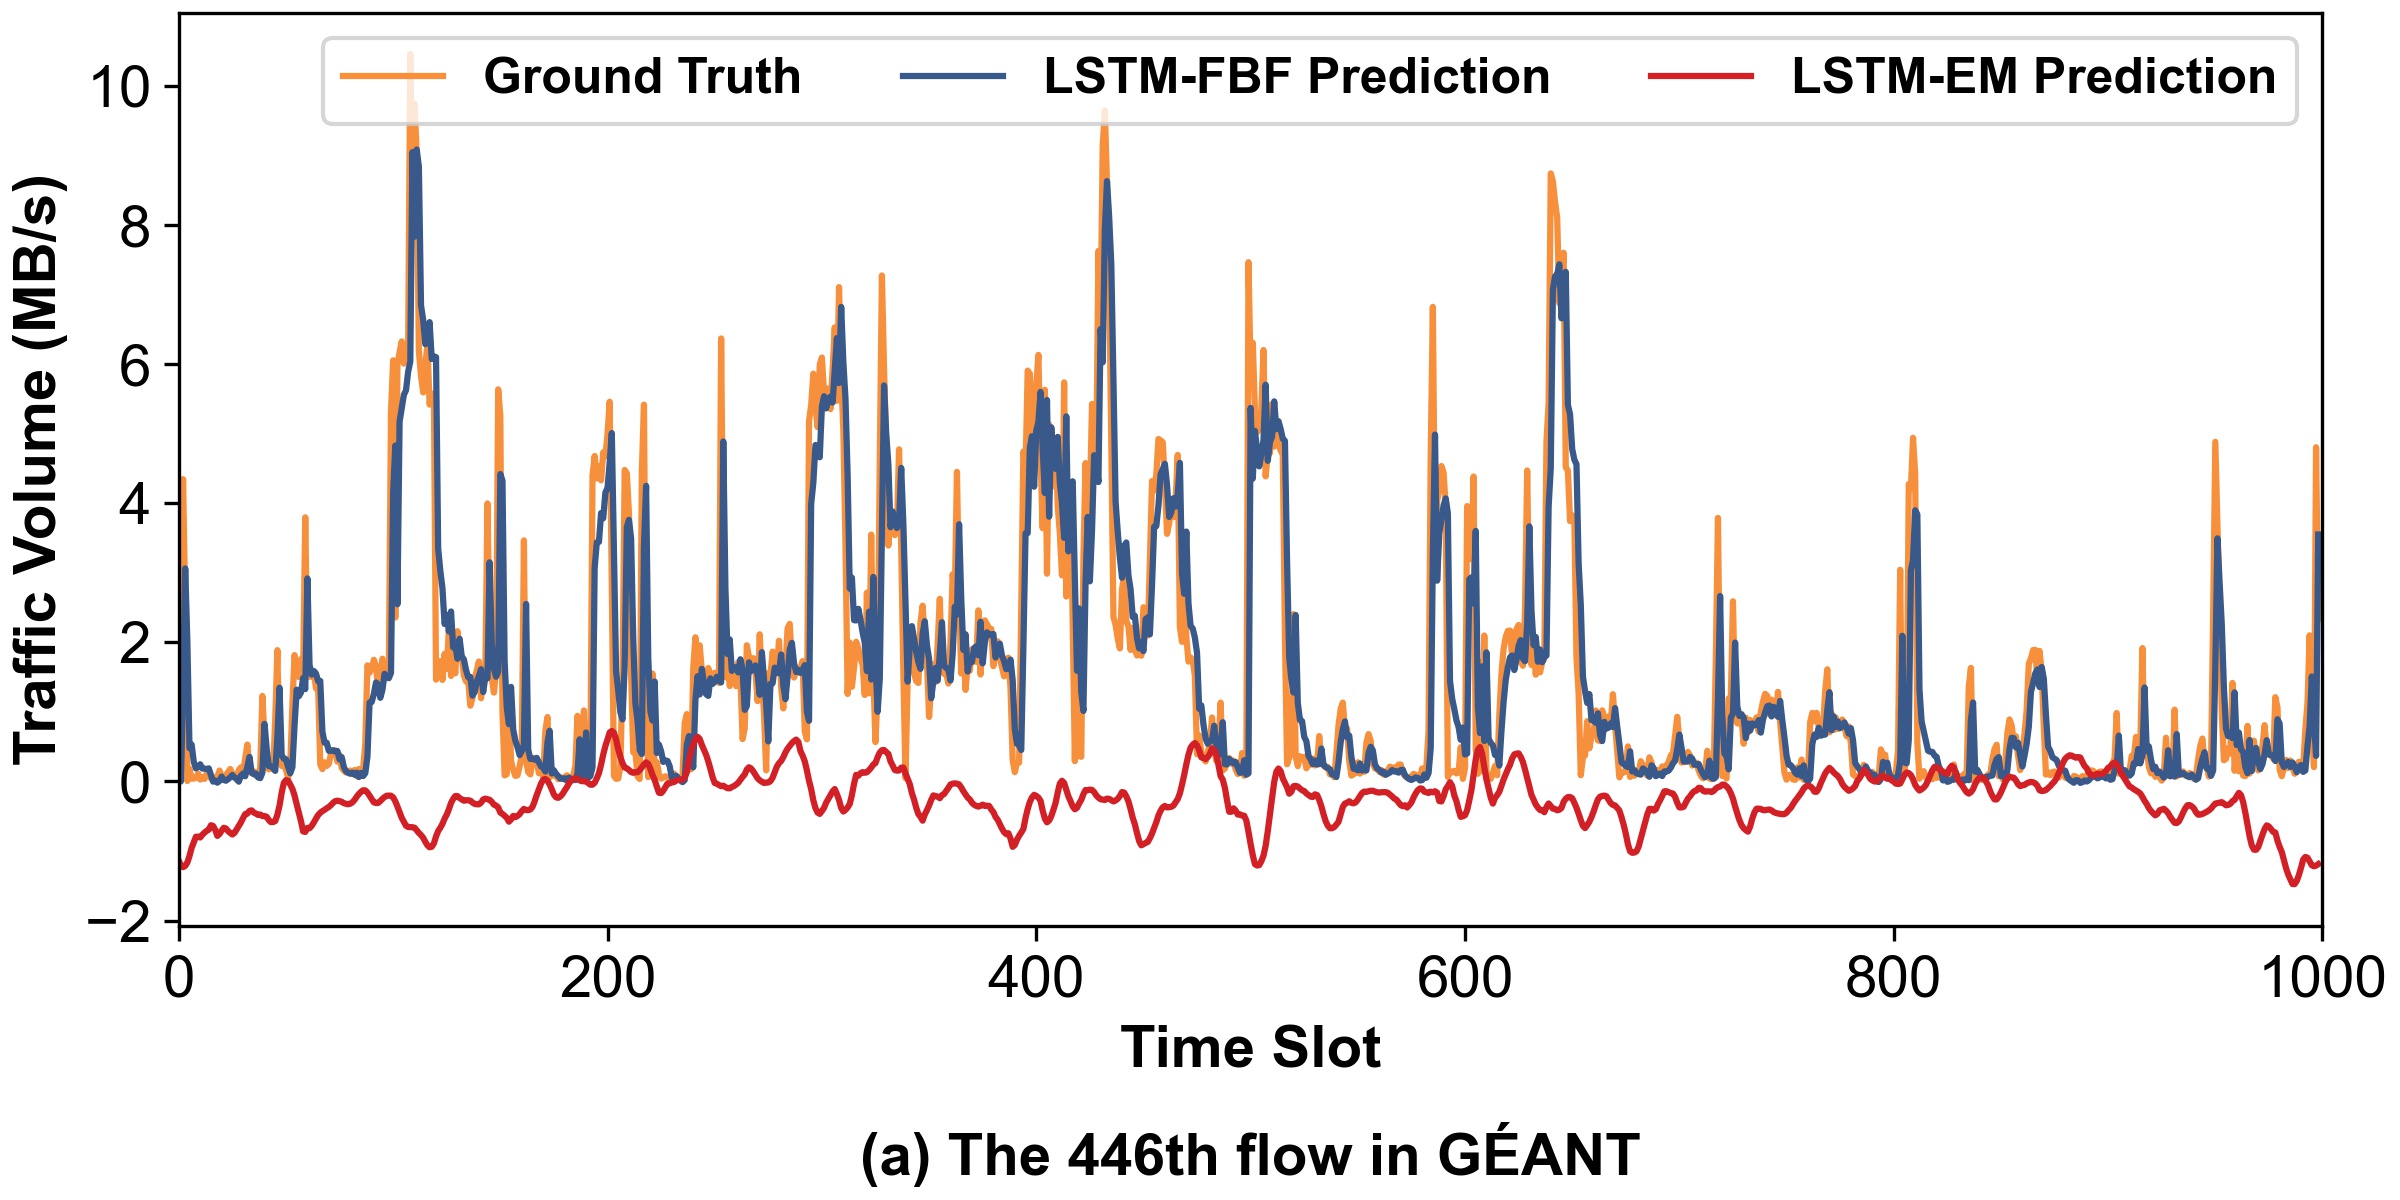 Ground Truth LSTM-FBF Prediction LSTM-EM Prediction
Traffic Volume (MB/s)
10
8
6
4
2
0
−2
0 200 400 600 800 1000
Time Slot
(a) The 446th flow in GÉANT